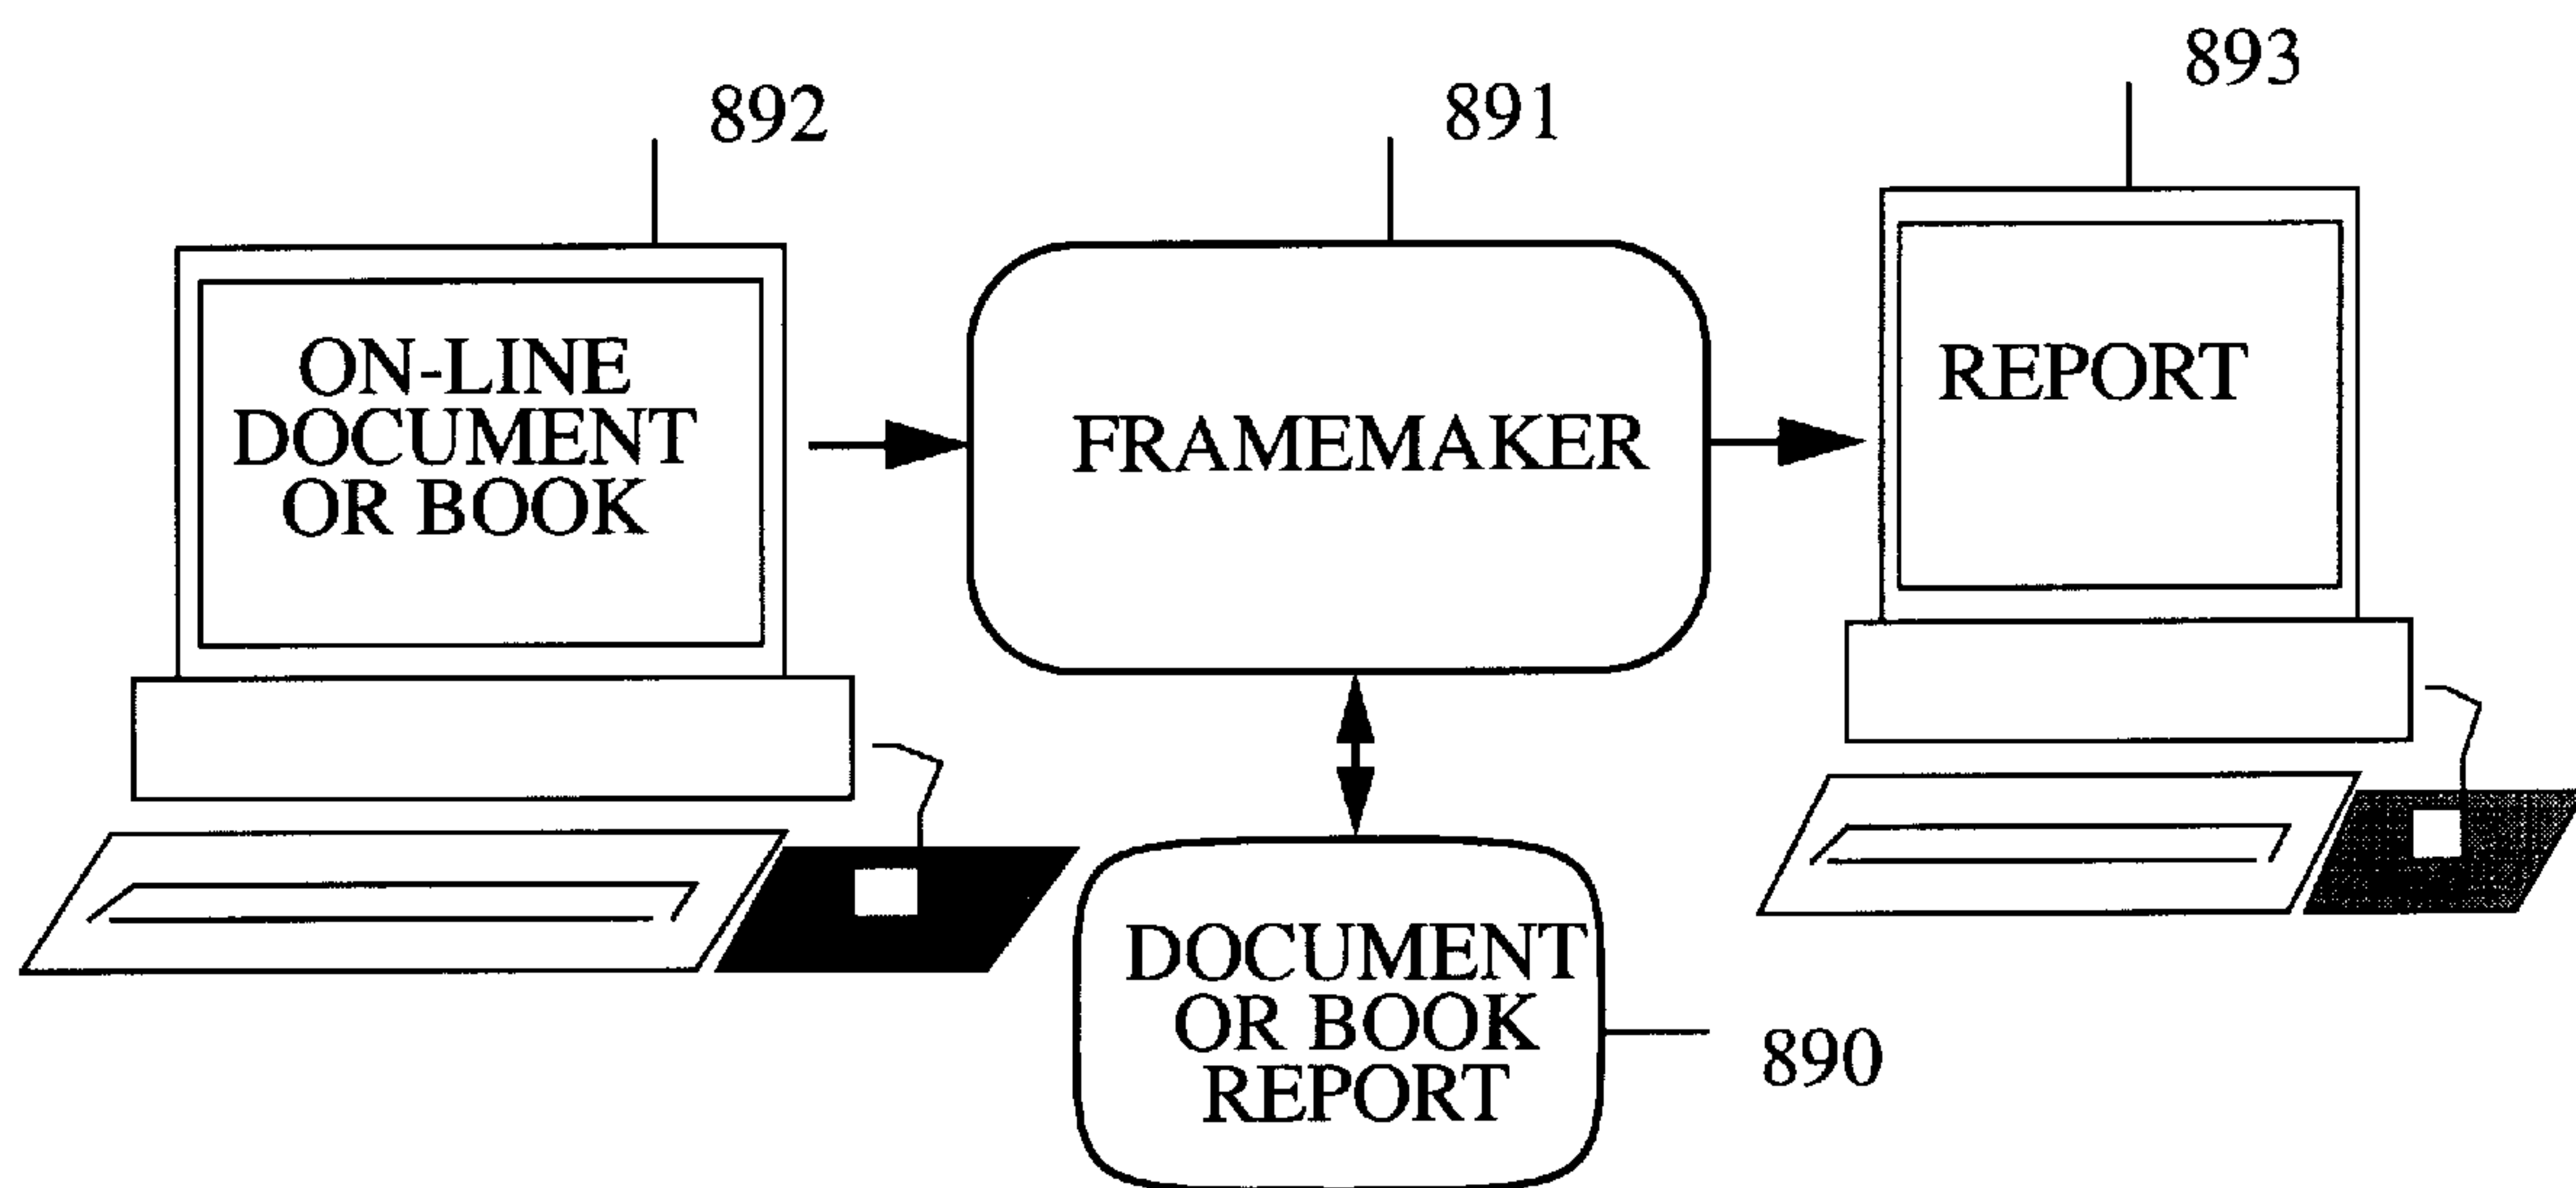 892
891
893
ON-LINE
DOCUMENT
OR BOOK
FRAMEMAKER
REPORT
DOCUMENT
OR BOOK
REPORT
890